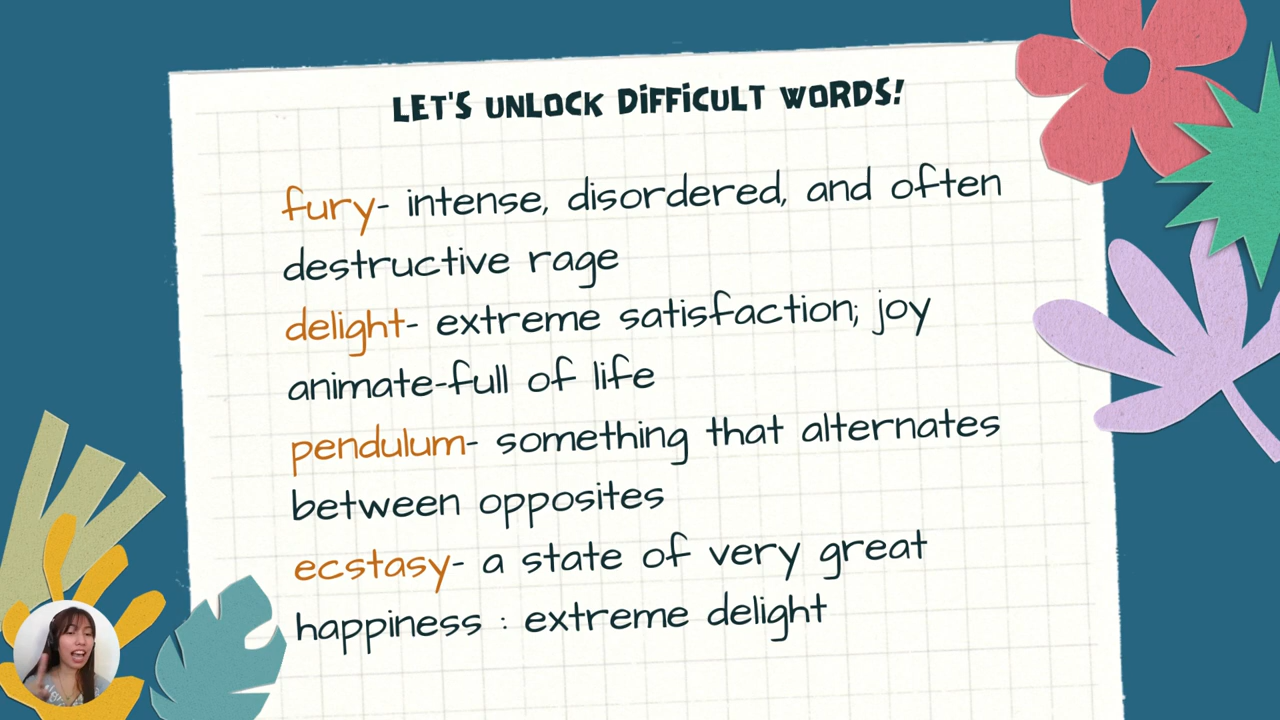 LET'S UNLOCK DIFFICULT WORDS!
fury- intense, disordered, and often
destructive rage
delight- extreme satisfaction; joy
animate-full of life
pendulum- something that alternates
between opposites
ecstasy- a state of very great
happiness : extreme delight